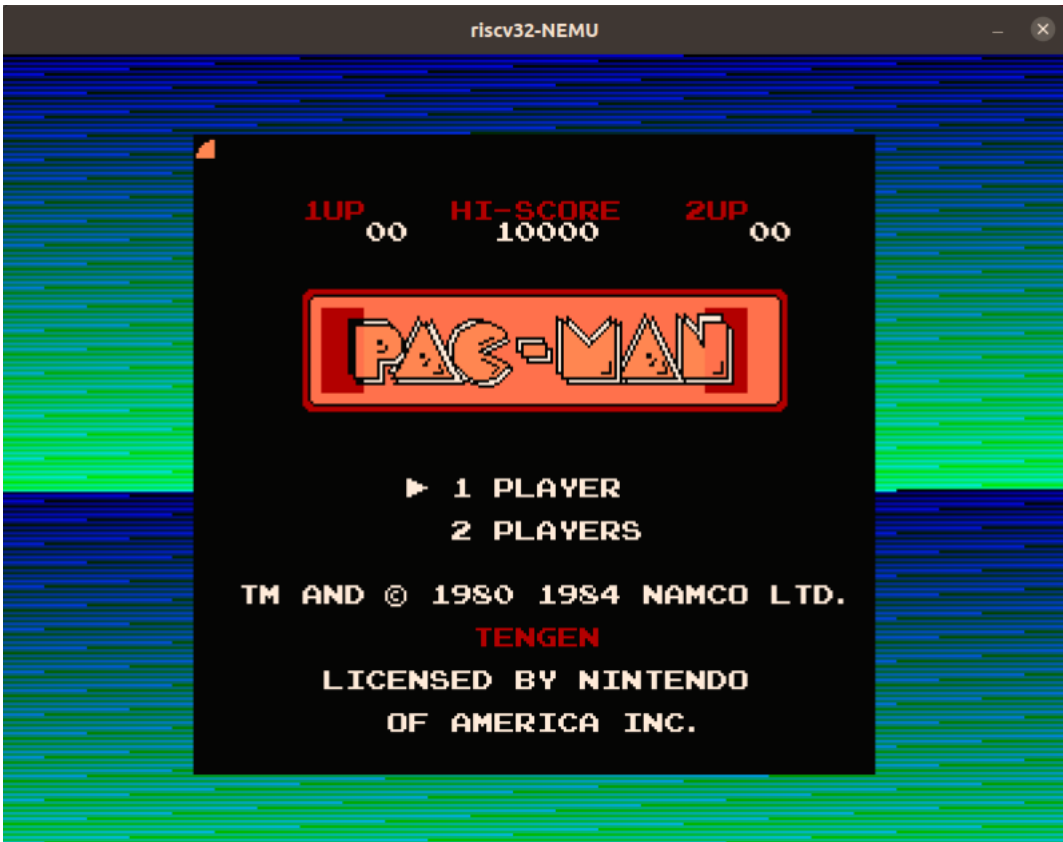 riscv32-NEMU
1UP HI-SCORE 2UP
00 10000 00
PAC-MAN
1 PLAYER
2 PLAYERS
TM AND © 1980 1984 NAMCO LTD.
TENGEN
LICENSED BY NINTENDO
OF AMERICA INC.